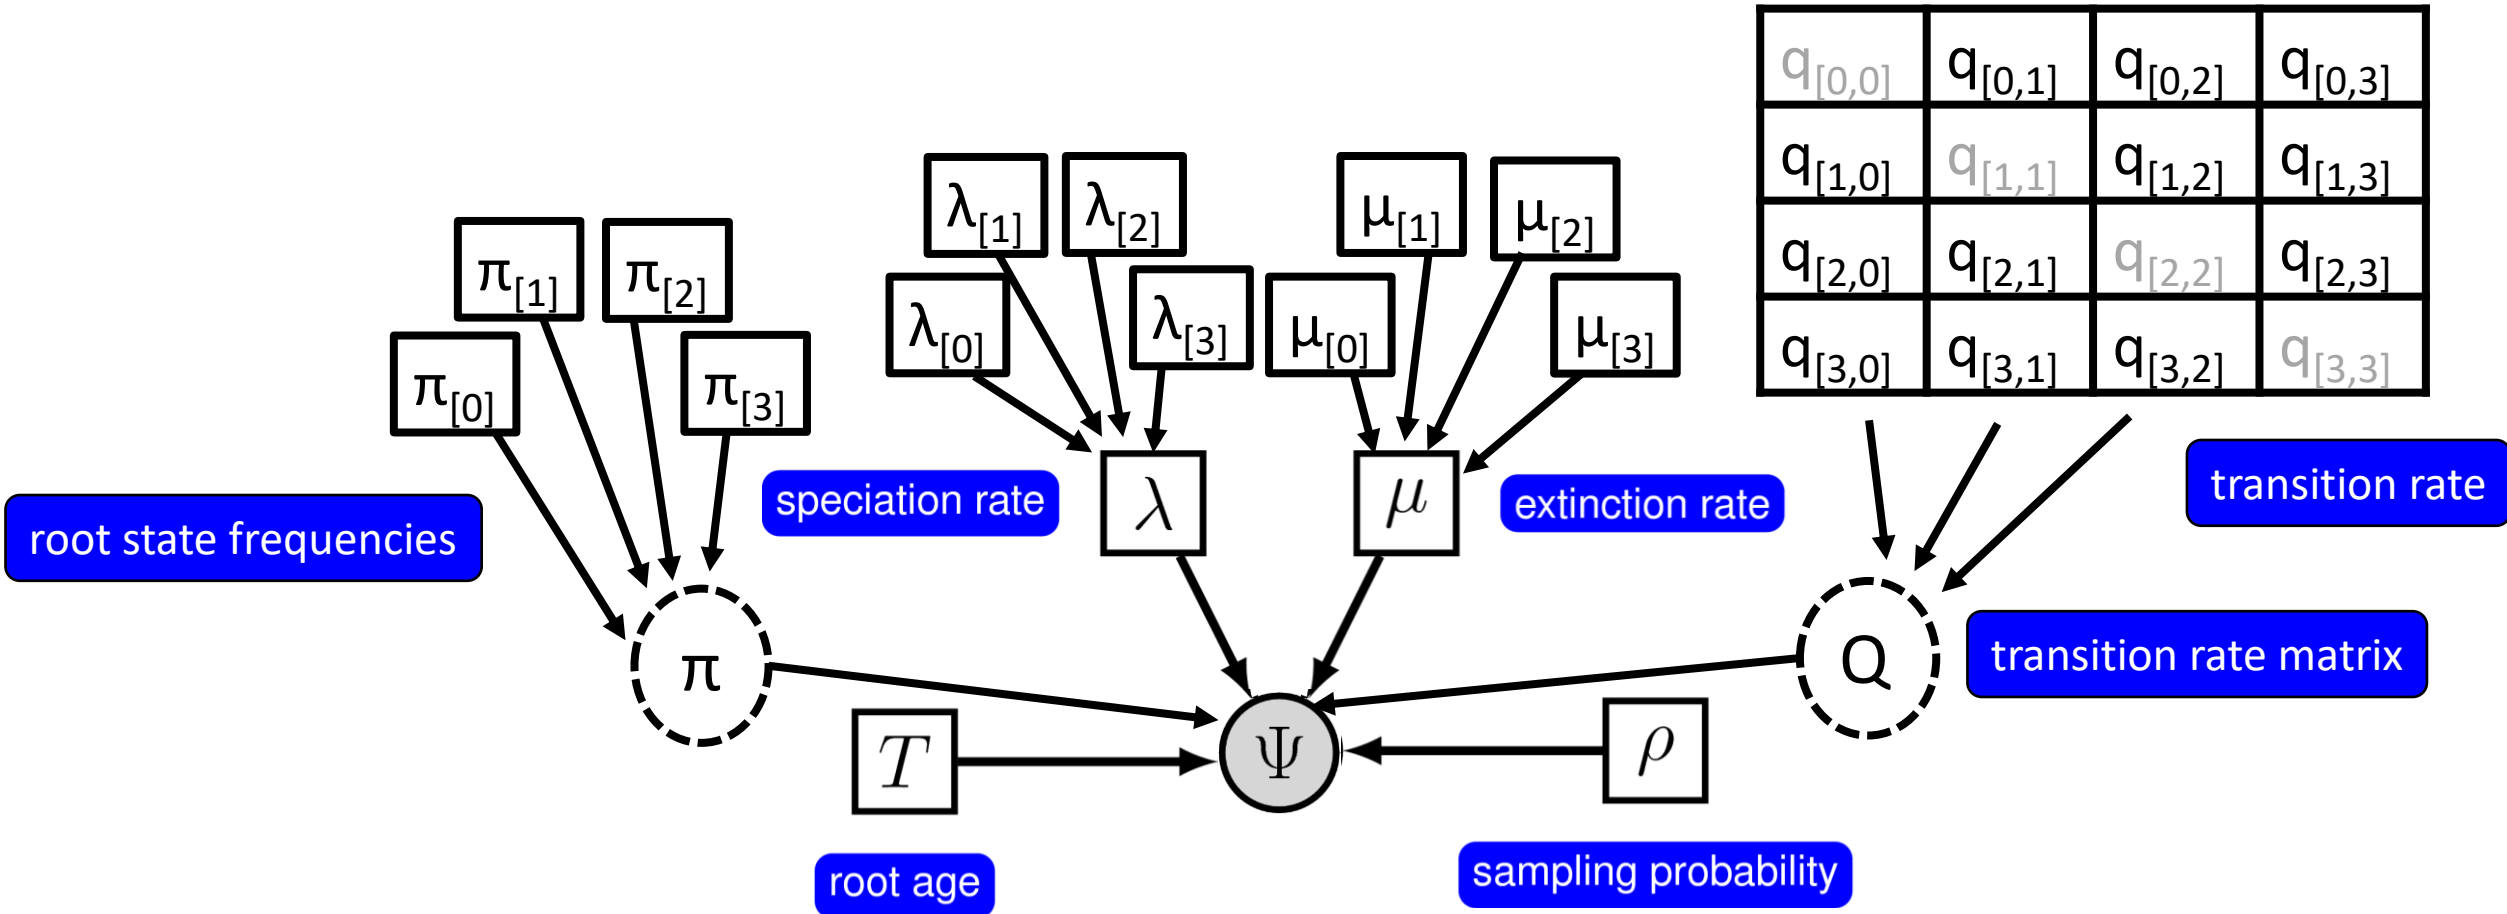 q[0,0] q[0,1] q[0,2] q[0,3]
q[1,0] q[1,1] q[1,2] q[1,3]
q[2,0] q[2,1] q[2,2] q[2,3]
q[3,0] q[3,1] q[3,2] q[3,3]
λ[1] λ[2] μ[1] μ[2]
π[1] π[2]
λ[0] λ[3] μ[0] μ[3]
π[0] π[3]
speciation rate
λ
μ
extinction rate
transition rate
root state frequencies
π
Q
transition rate matrix
T
Ψ
ρ
root age
sampling probability